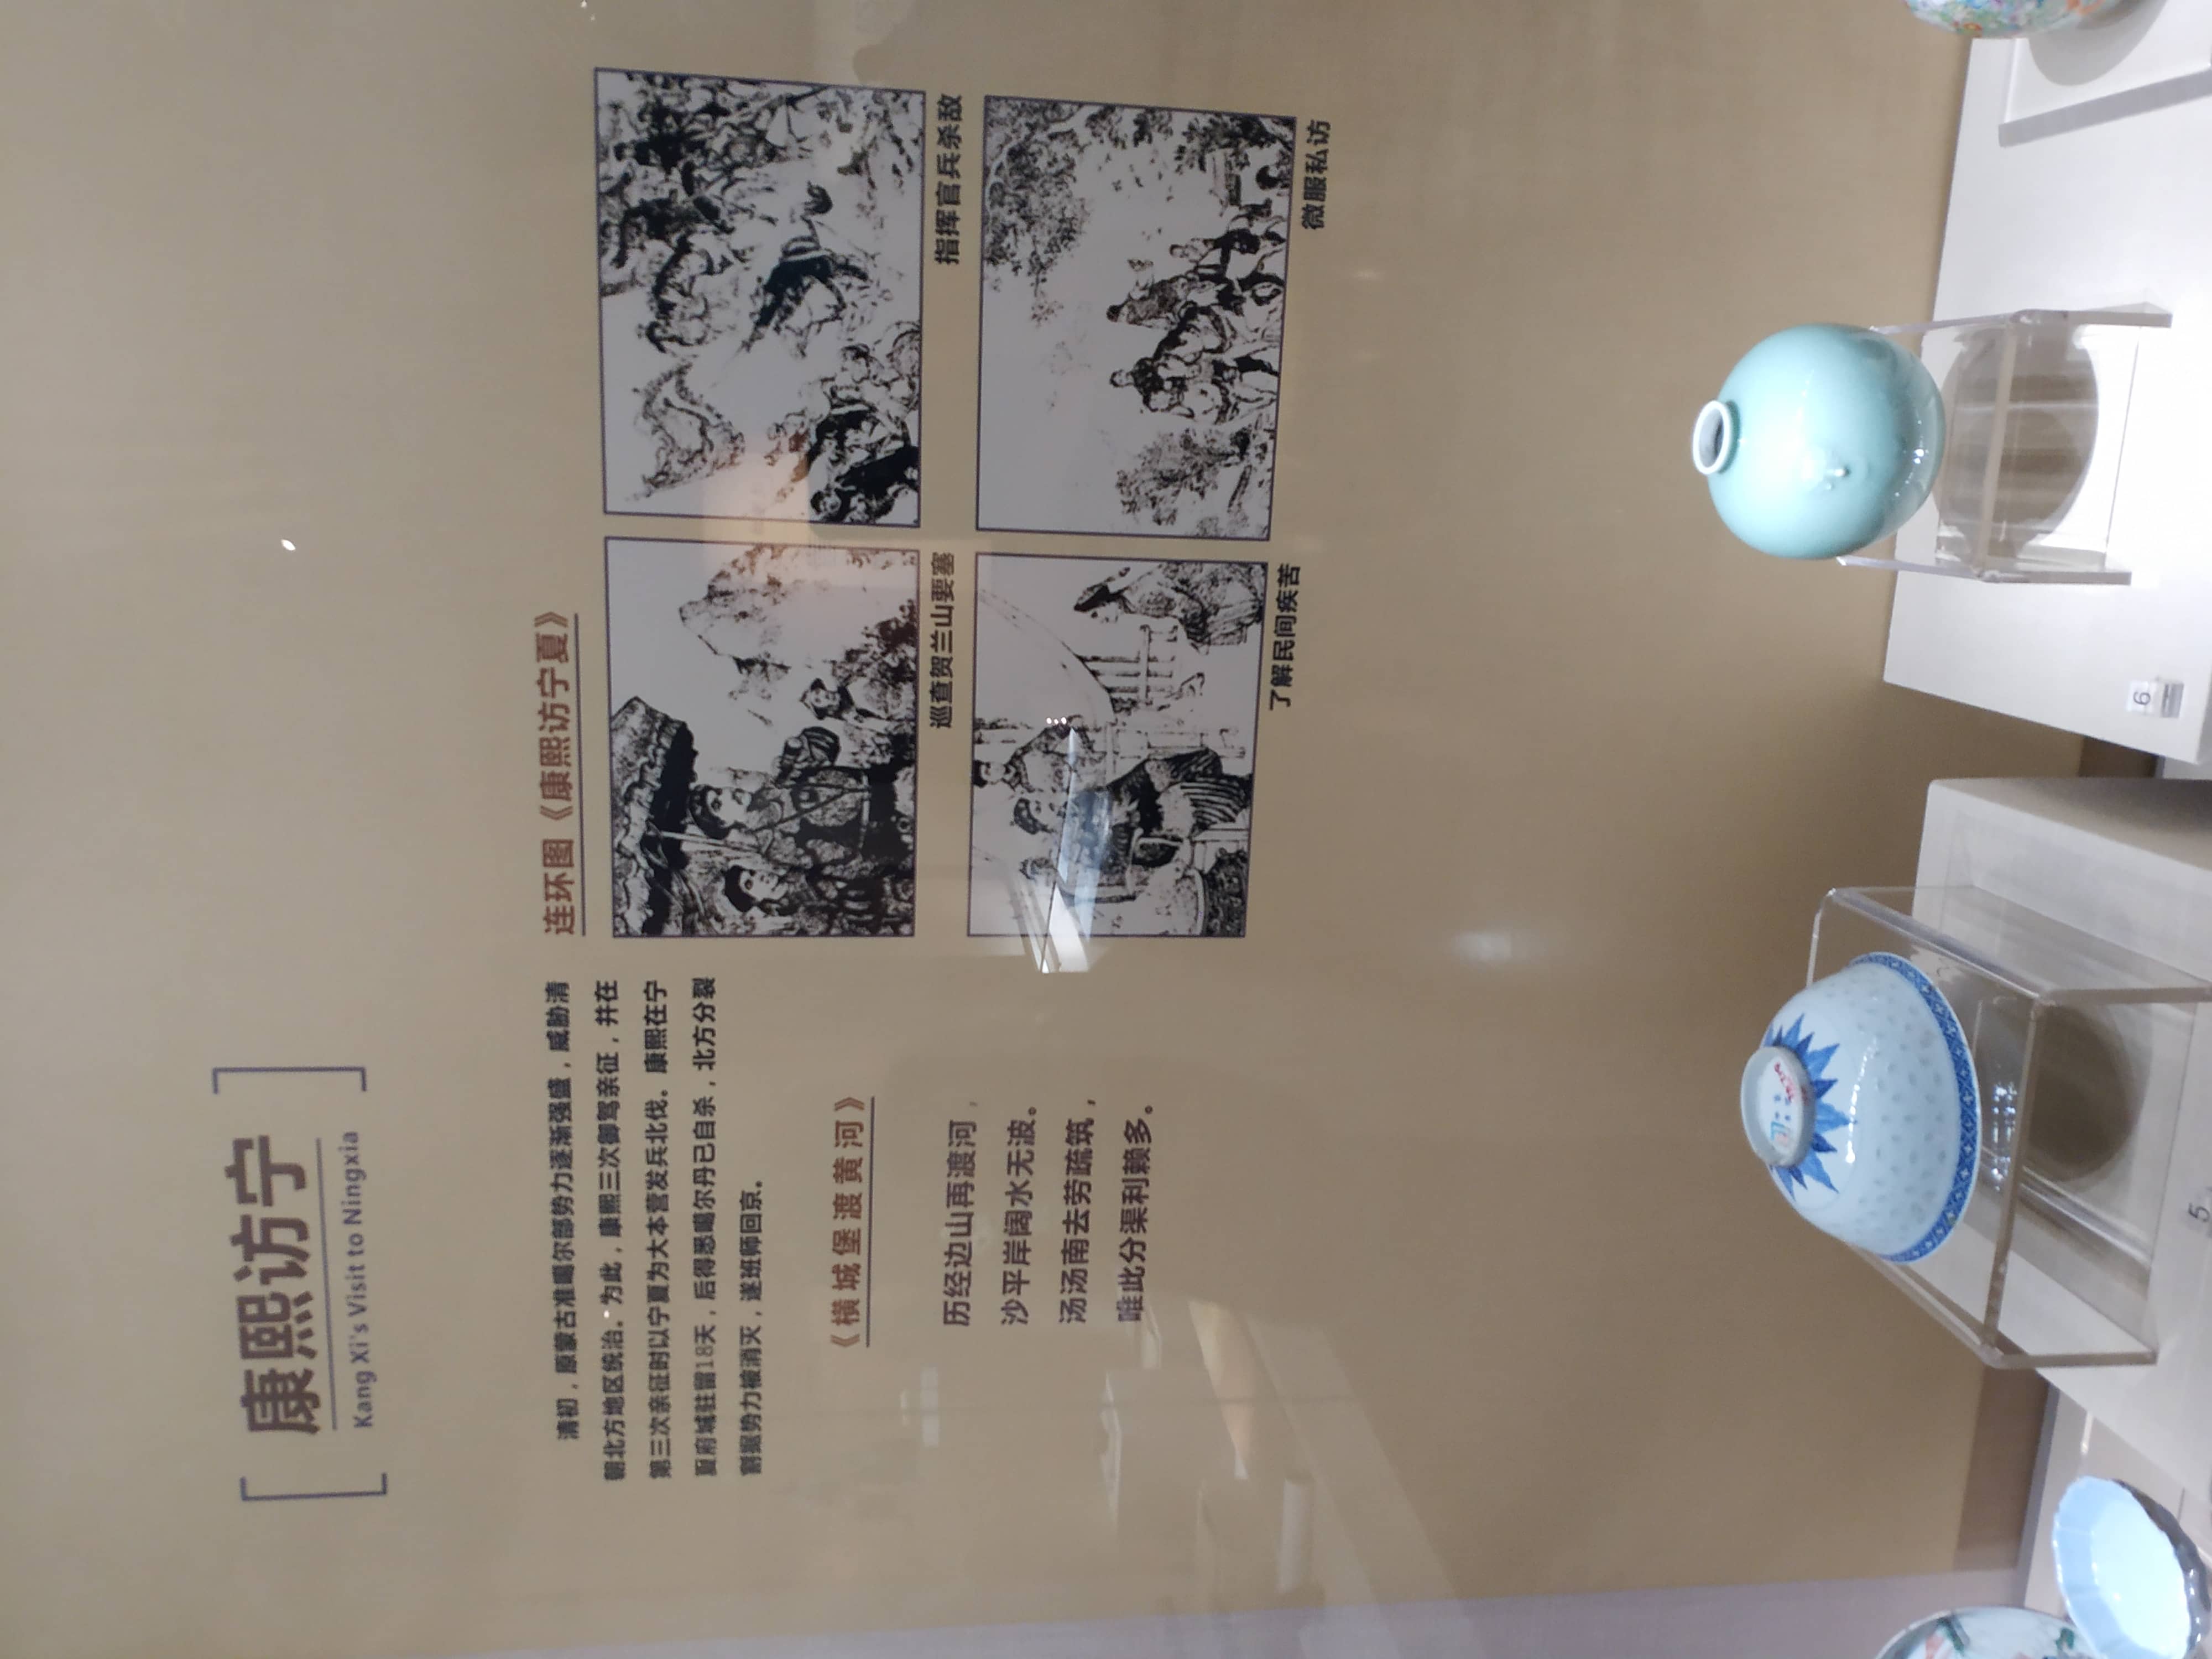 康熙访宁
Kang Xi's Visit to Ningxia
清初，原蒙古准噶尔部势力逐渐强盛，威胁清
朝北方地区统治。为此，康熙三次御驾亲征，并在
第三次亲征时以宁夏为大本营发兵北伐。康熙在宁
夏府城驻留18天，后得悉噶尔丹已自杀，北方分裂
割据势力被消灭，遂班师回京。
《横城堡渡黄河》
历经边山再渡河，
沙平岸阔水无波。
汤汤南去劳疏筑，
唯此分渠利赖多。
连环图《康熙访宁夏》
巡查贺兰山要塞
指挥官兵杀敌
了解民间疾苦
微服私访
5
6